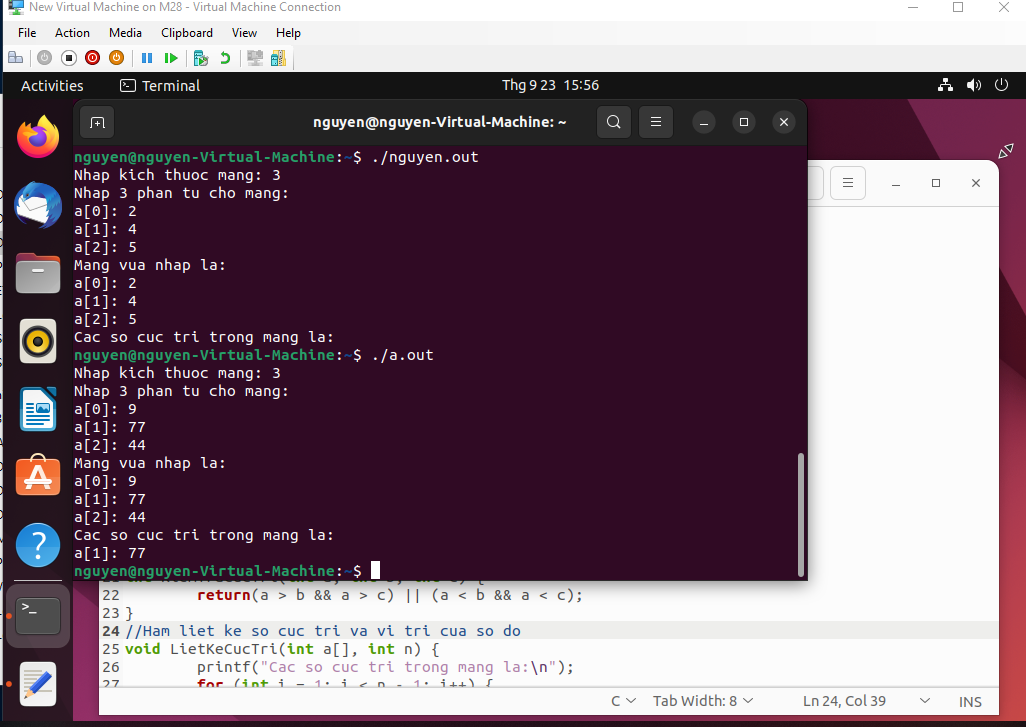 New Virtual Machine on M28 - Virtual Machine Connection
File Action Media Clipboard View Help
Activities Terminal Thg 9 23 15:56
nguyen@nguyen-Virtual-Machine: ~
nguyen@nguyen-Virtual-Machine:~$ ./nguyen.out
Nhap kich thuoc mang: 3
Nhap 3 phan tu cho mang:
a[0]: 2
a[1]: 4
a[2]: 5
Mang vua nhap la:
a[0]: 2
a[1]: 4
a[2]: 5
Cac so cuc tri trong mang la:
nguyen@nguyen-Virtual-Machine:~$ ./a.out
Nhap kich thuoc mang: 3
Nhap 3 phan tu cho mang:
a[0]: 9
a[1]: 77
a[2]: 44
Mang vua nhap la:
a[0]: 9
a[1]: 77
a[2]: 44
Cac so cuc tri trong mang la:
a[1]: 77
nguyen@nguyen-Virtual-Machine:~$
22 return(a > b && a > c) || (a < b && a < c);
23 }
24 //Ham liet ke so cuc tri va vi tri cua so do
25 void LietKeCucTri(int a[], int n) {
26 printf("Cac so cuc tri trong mang la:\n");
27 for (int i = 1; i < n - 1; i++) {
C Tab Width: 8 Ln 24, Col 39 INS